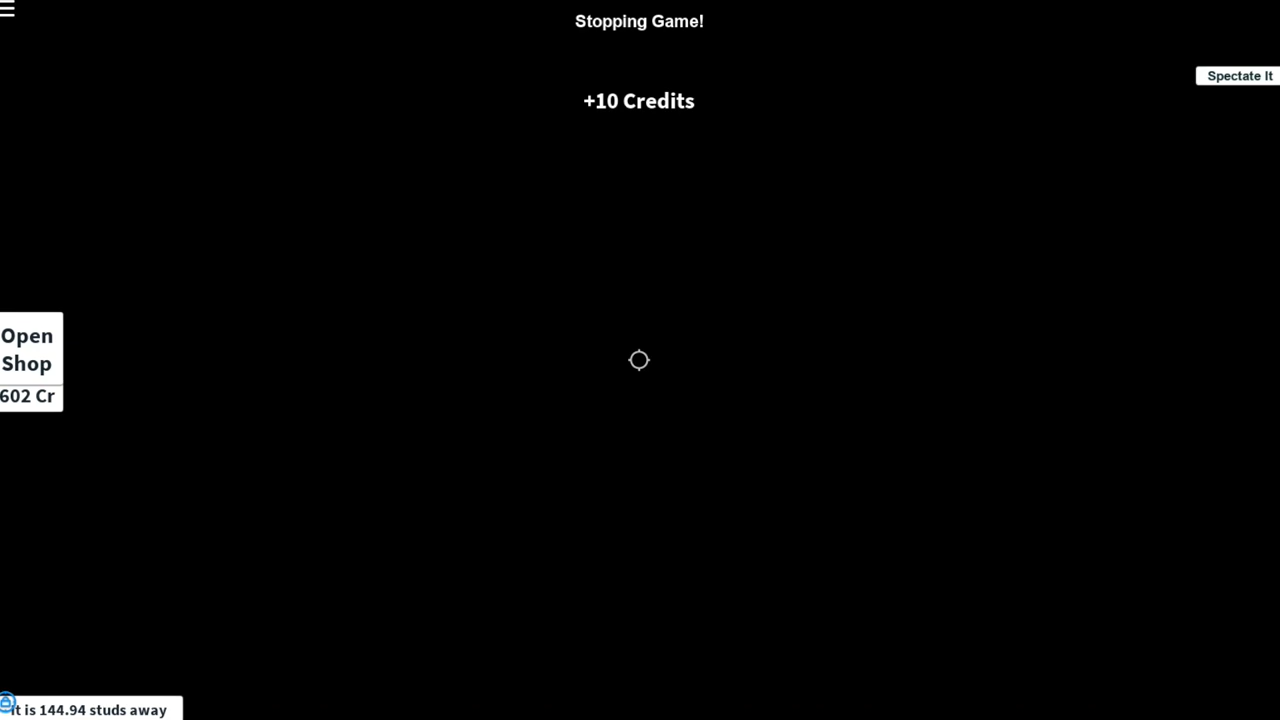 Stopping Game!
Spectate It
+10 Credits
Open
Shop
602 Cr
It is 144.94 studs away